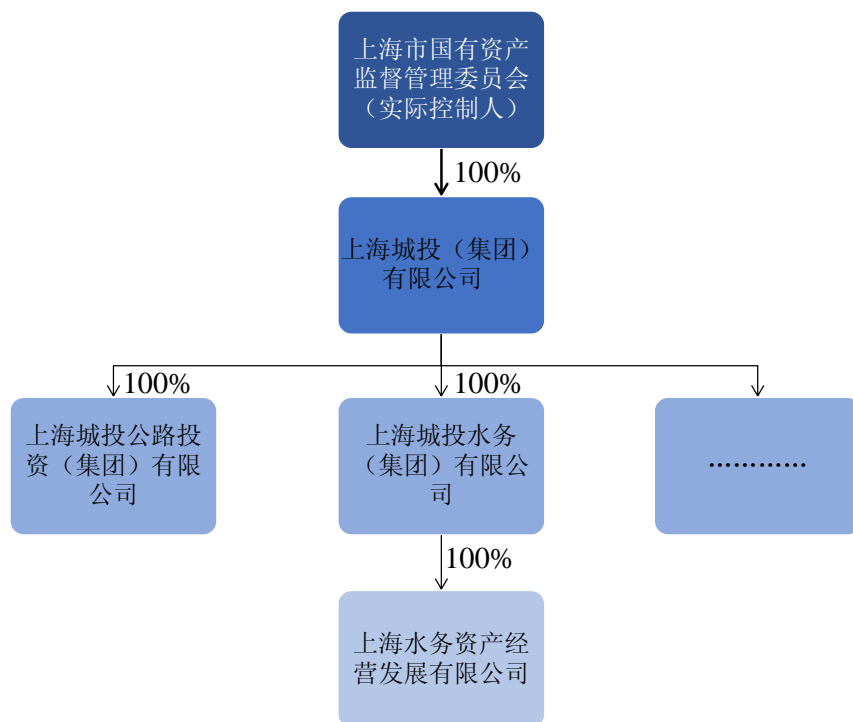 上海市国有资产
监督管理委员会
（实际控制人）
100%
上海城投（集团）
有限公司
100%
100%
上海城投公路投
资（集团）有限
公司
上海城投水务
（集团）有限公
司
…………
100%
上海水务资产经
营发展有限公司